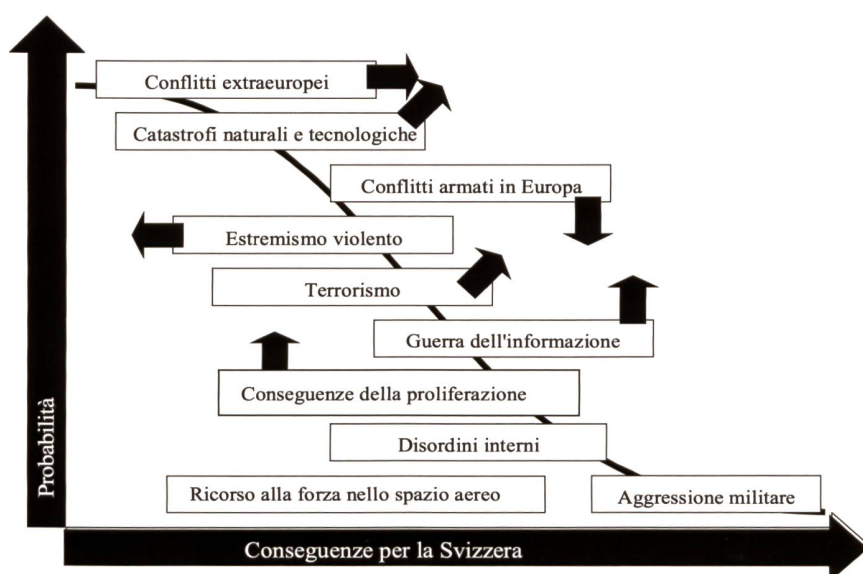 Conflitti extraeuropei
Catastrofi naturali e tecnologiche
Conflitti armati in Europa
Estremismo violento
Terrorismo
Guerra dell'informazione
Conseguenze della proliferazione
Disordini interni
Ricorso alla forza nello spazio aereo
Aggressione militare
Probabilità
Conseguenze per la Svizzera